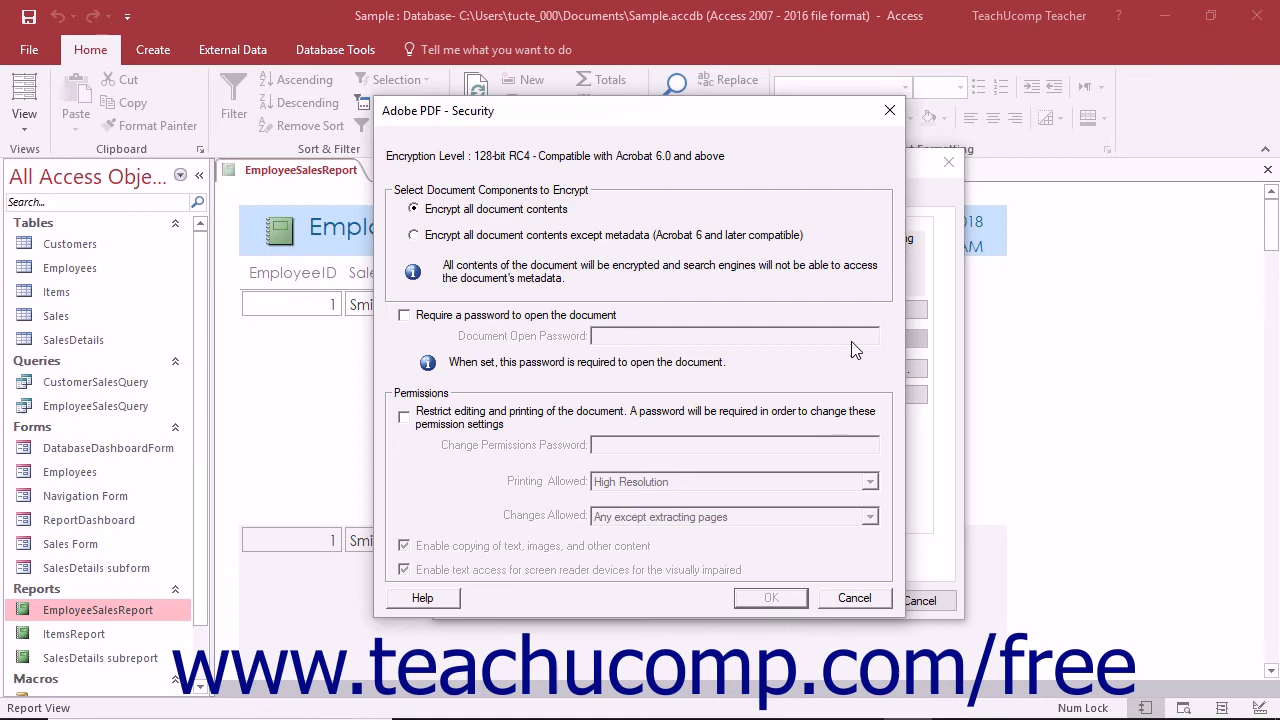 Sample : Database- C:\Users\tucte_000\Documents\Sample.accdb (Access 2007 - 2016 file format) - Access
TeachUcomp Teacher
?
File
Home
Create
External Data
Database Tools
Tell me what you want to do
View
Views
Paste
Cut
Copy
Format Painter
Clipboard
Filter
Ascending
Descending
Selection
Sort & Filter
New
Totals
Replace
All Access Obje...
Search...
Tables
Customers
Employees
Items
Sales
SalesDetails
Queries
CustomerSalesQuery
EmployeeSalesQuery
Forms
DatabaseDashboardForm
Employees
Navigation Form
ReportDashboard
Sales Form
SalesDetails subform
Reports
EmployeeSalesReport
ItemsReport
SalesDetails subreport
Macros
EmployeeSalesReport
Emplo
EmployeeID
Sale
1
Smi
1
Smi
Adobe PDF - Security
Encryption Level : 128-bit RC4 - Compatible with Acrobat 6.0 and above
Select Document Components to Encrypt
Encrypt all document contents
Encrypt all document contents except metadata (Acrobat 6 and later compatible)
All contents of the document will be encrypted and search engines will not be able to access
the document's metadata.
Require a password to open the document
Document Open Password:
When set, this password is required to open the document.
Permissions
Restrict editing and printing of the document. A password will be required in order to change these
permission settings
Change Permissions Password:
Printing Allowed:
High Resolution
Changes Allowed:
Any except extracting pages
Enable copying of text, images, and other content
Enable text access for screen reader devices for the visually impaired
Help
OK
Cancel
Cancel
018
AM
www.teachucomp.com/free
Report View
Num Lock